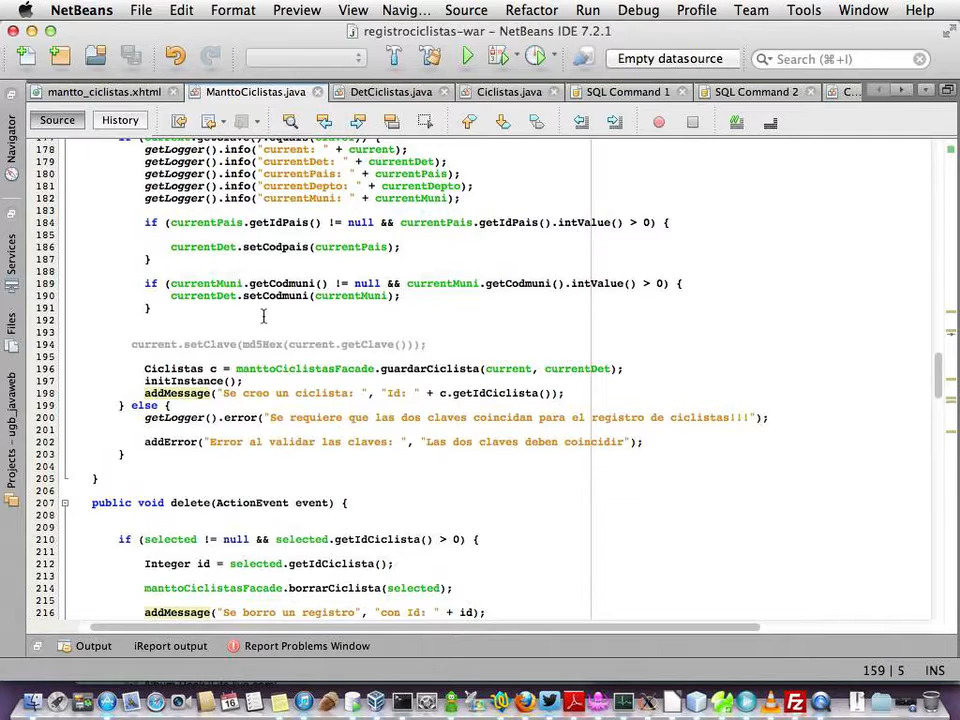 NetBeans File Edit Format Preview View Navig... Source Refactor Run Debug Profile Team Tools Window Help
registrociclistas-war - NetBeans IDE 7.2.1
Empty datasource
Search (⌘+I)
mantto_ciclistas.xhtml ManttoCiclistas.java DetCiclistas.java Ciclistas.java SQL Command 1 SQL Command 2 C...
Source History
Navigator
Services
Files
Projects - ugb_javaweb
178 getLogger().info("current: " + current);
179 getLogger().info("currentDet: " + currentDet);
180 getLogger().info("currentPais: " + currentPais);
181 getLogger().info("currentDepto: " + currentDepto);
182 getLogger().info("currentMuni: " + currentMuni);
183
184 if (currentPais.getIdPais() != null && currentPais.getIdPais().intValue() > 0) {
185
186 currentDet.setCodpais(currentPais);
187 }
188
189 if (currentMuni.getCodmuni() != null && currentMuni.getCodmuni().intValue() > 0) {
190 currentDet.setCodmuni(currentMuni);
191 }
192
193
194 current.setClave(md5Hex(current.getClave()));
195
196 Ciclistas c = manttoCiclistasFacade.guardarCiclista(current, currentDet);
197 initInstance();
198 addMessage("Se creo un ciclista: ", "Id: " + c.getIdCiclista());
199 } else {
200 getLogger().error("Se requiere que las dos claves coincidan para el registro de ciclistas!!!");
201
202 addError("Error al validar las claves: ", "Las dos claves deben coincidir");
203 }
204
205 }
206
207 public void delete(ActionEvent event) {
208
209
210 if (selected != null && selected.getIdCiclista() > 0) {
211
212 Integer id = selected.getIdCiclista();
213
214 manttoCiclistasFacade.borrarCiclista(selected);
215
216 addMessage("Se borro un registro", "con Id: " + id);
Output iReport output Report Problems Window
159 | 5 INS